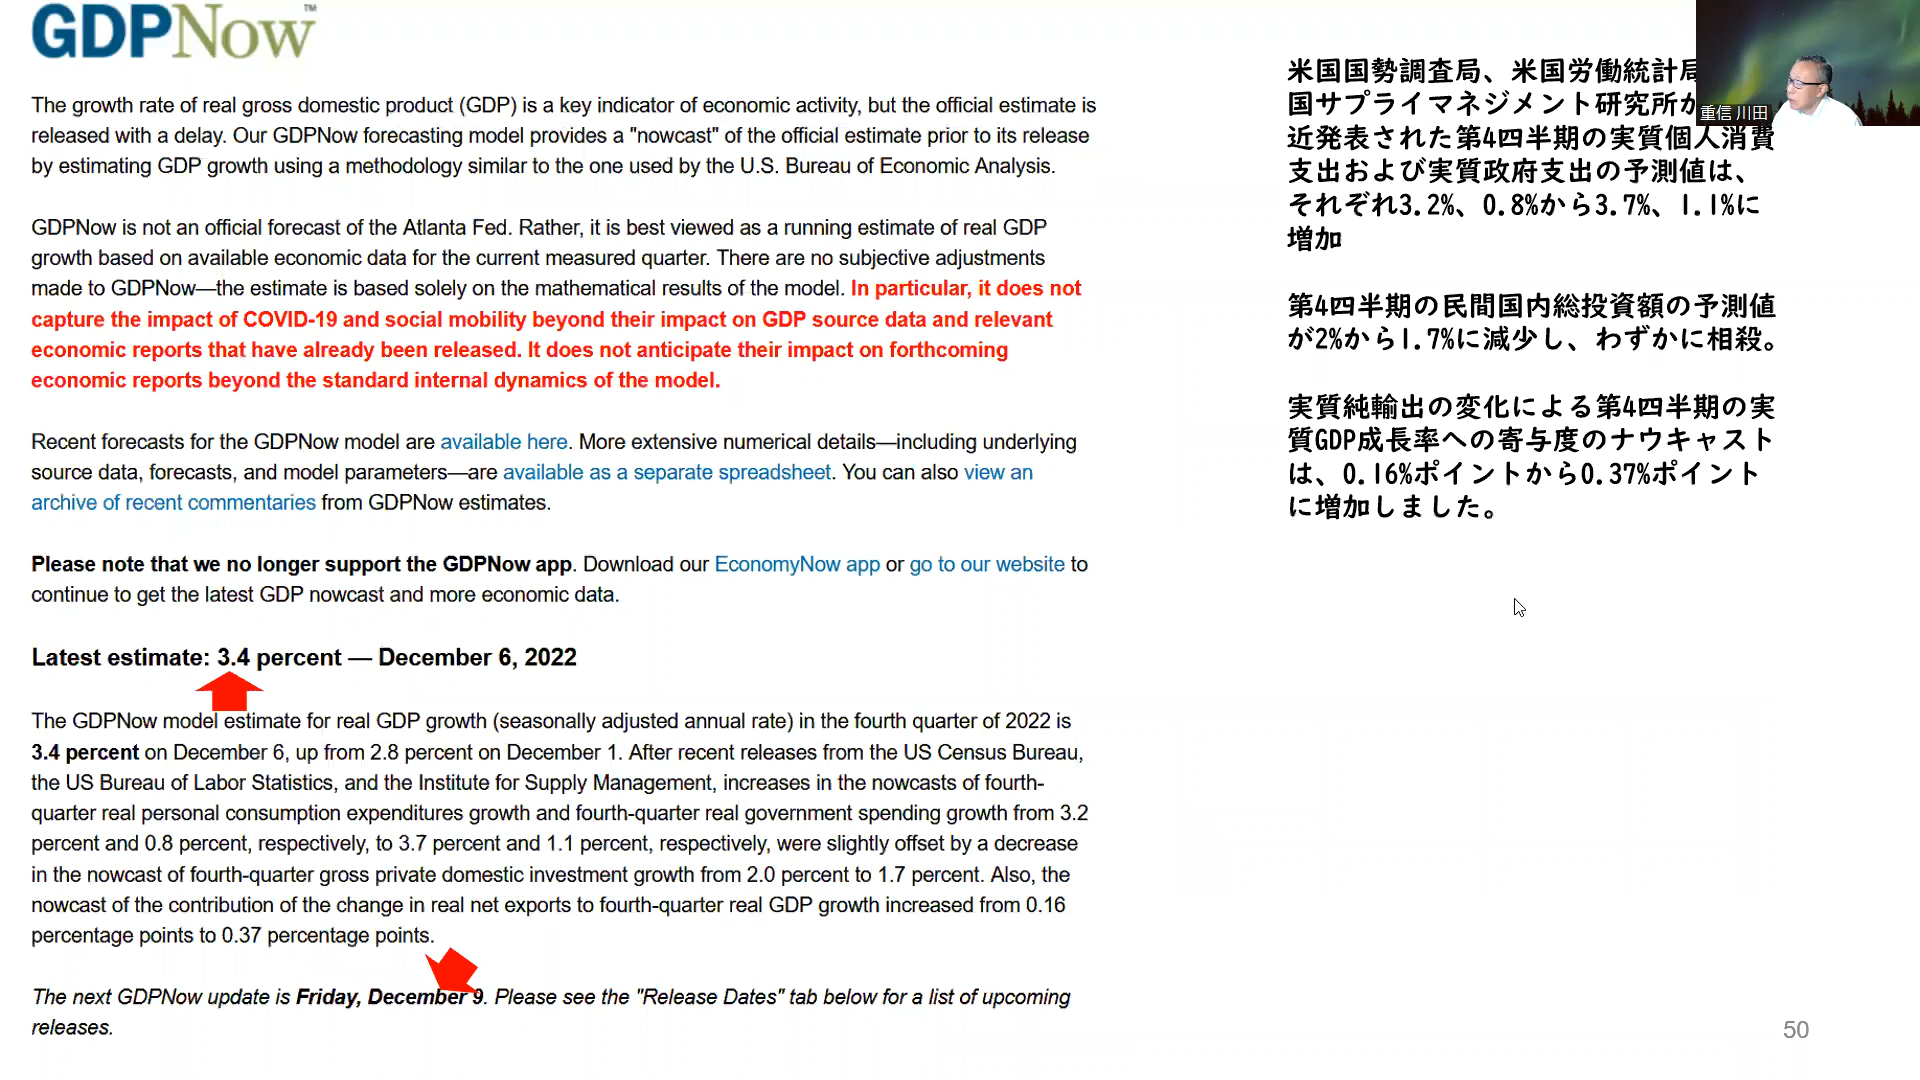 GDPNow™
The growth rate of real gross domestic product (GDP) is a key indicator of economic activity, but the official estimate is
released with a delay. Our GDPNow forecasting model provides a "nowcast" of the official estimate prior to its release
by estimating GDP growth using a methodology similar to the one used by the U.S. Bureau of Economic Analysis.
GDPNow is not an official forecast of the Atlanta Fed. Rather, it is best viewed as a running estimate of real GDP
growth based on available economic data for the current measured quarter. There are no subjective adjustments
made to GDPNow—the estimate is based solely on the mathematical results of the model. In particular, it does not
capture the impact of COVID-19 and social mobility beyond their impact on GDP source data and relevant
economic reports that have already been released. It does not anticipate their impact on forthcoming
economic reports beyond the standard internal dynamics of the model.
Recent forecasts for the GDPNow model are available here. More extensive numerical details—including underlying
source data, forecasts, and model parameters—are available as a separate spreadsheet. You can also view an
archive of recent commentaries from GDPNow estimates.
Please note that we no longer support the GDPNow app. Download our EconomyNow app or go to our website to
continue to get the latest GDP nowcast and more economic data.
Latest estimate: 3.4 percent — December 6, 2022
The GDPNow model estimate for real GDP growth (seasonally adjusted annual rate) in the fourth quarter of 2022 is
3.4 percent on December 6, up from 2.8 percent on December 1. After recent releases from the US Census Bureau,
the US Bureau of Labor Statistics, and the Institute for Supply Management, increases in the nowcasts of fourth-
quarter real personal consumption expenditures growth and fourth-quarter real government spending growth from 3.2
percent and 0.8 percent, respectively, to 3.7 percent and 1.1 percent, respectively, were slightly offset by a decrease
in the nowcast of fourth-quarter gross private domestic investment growth from 2.0 percent to 1.7 percent. Also, the
nowcast of the contribution of the change in real net exports to fourth-quarter real GDP growth increased from 0.16
percentage points to 0.37 percentage points.
The next GDPNow update is Friday, December 9. Please see the "Release Dates" tab below for a list of upcoming
releases.
米国国勢調査局、米国労働統計局
国サプライマネジメント研究所が
近発表された第4四半期の実質個人消費
支出および実質政府支出の予測値は、
それぞれ3.2%、0.8%から3.7%、1.1%に
増加
第4四半期の民間国内総投資額の予測値
が2%から1.7%に減少し、わずかに相殺。
実質純輸出の変化による第4四半期の実
質GDP成長率への寄与度のナウキャスト
は、0.16%ポイントから0.37%ポイント
に増加しました。
重信 川田
50